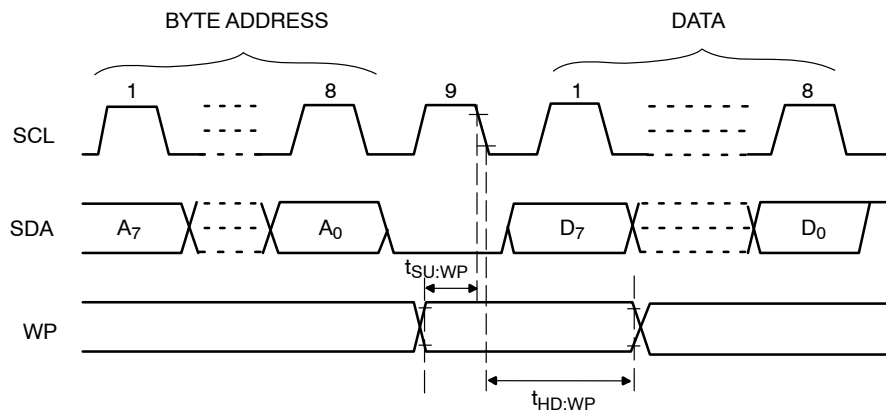 BYTE ADDRESS DATA
1 8 9 1 8
SCL
SDA A7 A0 D7 D0
tSU:WP
WP
tHD:WP